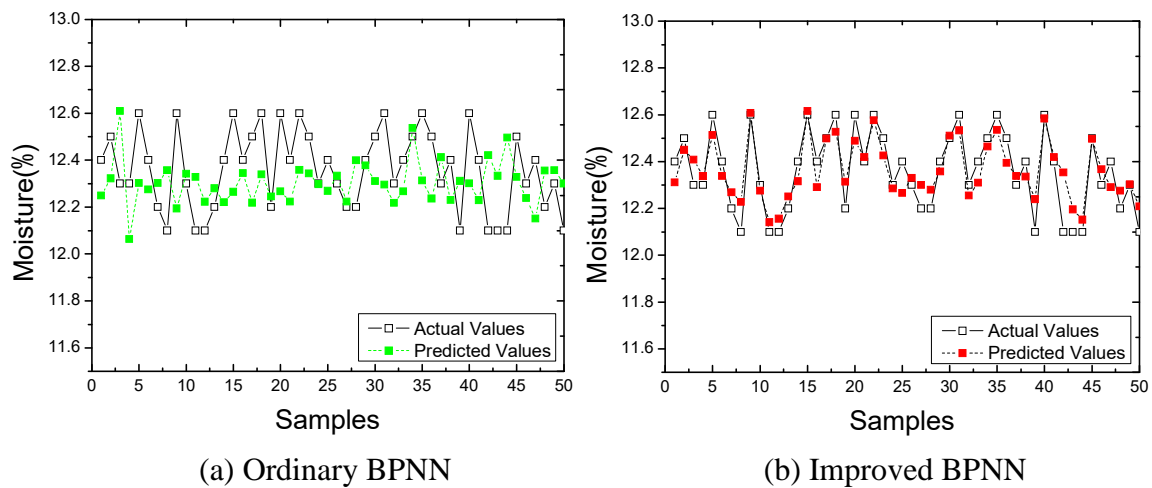 13.0
12.8
12.6
12.4
12.2
12.0
11.8
11.6
Moisture(%)
0 5 10 15 20 25 30 35 40 45 50
Samples
Actual Values
Predicted Values
(a) Ordinary BPNN
13.0
12.8
12.6
12.4
12.2
12.0
11.8
11.6
Moisture(%)
0 5 10 15 20 25 30 35 40 45 50
Samples
Actual Values
Predicted Values
(b) Improved BPNN